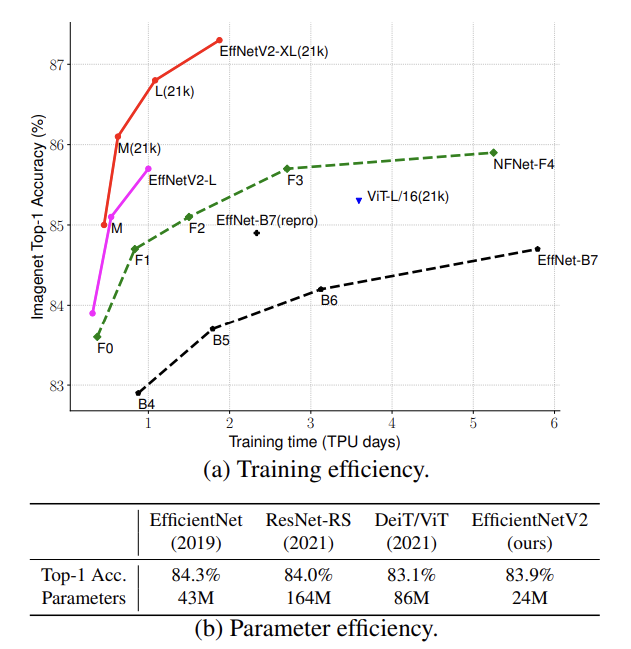 Imagenet Top-1 Accuracy (%)
87
86
85
84
83
EffNetV2-XL(21k)
L(21k)
M(21k)
EffNetV2-L
M
NFNet-F4
F3
ViT-L/16(21k)
EffNet-B7(repro)
F2
F1
EffNet-B7
B6
F0
B5
B4
1 2 3 4 5 6
Training time (TPU days)
(a) Training efficiency.
EfficientNet ResNet-RS DeiT/ViT EfficientNetV2
(2019) (2021) (2021) (ours)
Top-1 Acc. 84.3% 84.0% 83.1% 83.9%
Parameters 43M 164M 86M 24M
(b) Parameter efficiency.